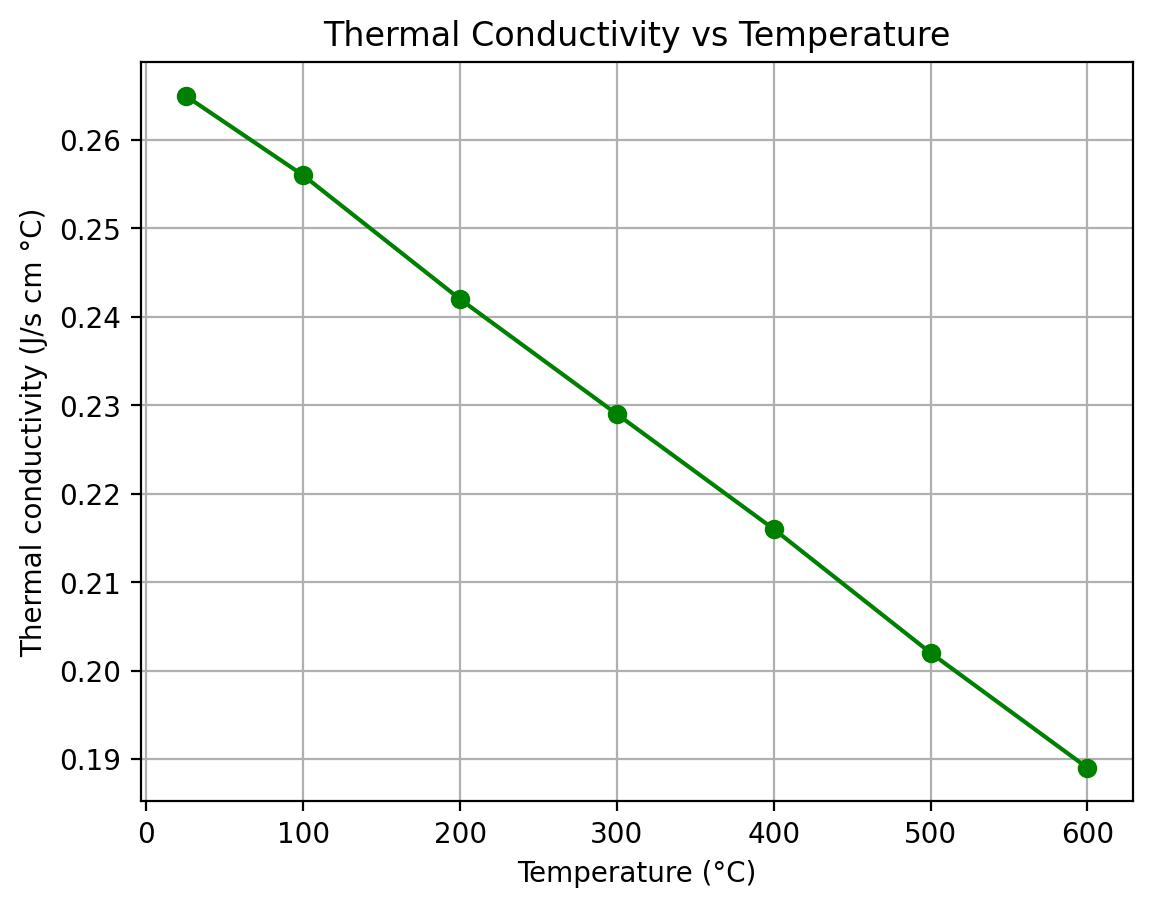 Thermal Conductivity vs Temperature
Thermal conductivity (J/s cm °C)
0.26
0.25
0.24
0.23
0.22
0.21
0.20
0.19
0 100 200 300 400 500 600
Temperature (°C)